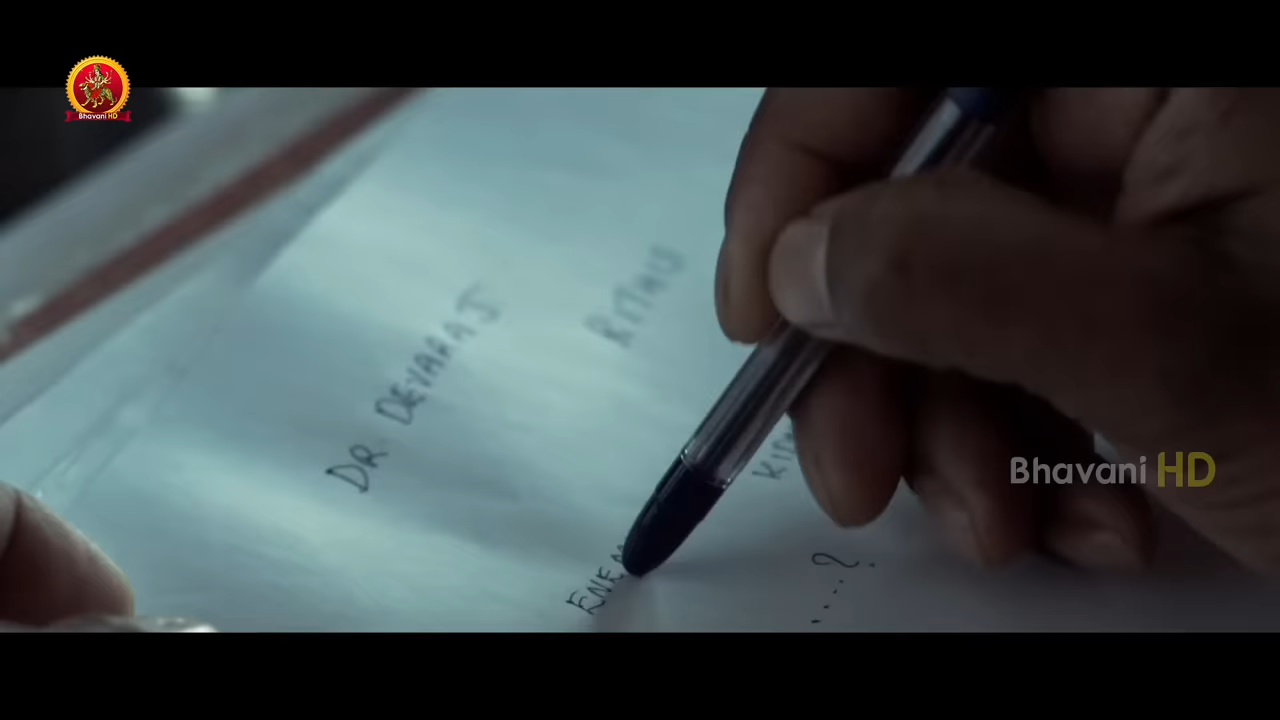 Bhavani HD
DR. DEVARAJ
RITHU
Bhavani HD
....?